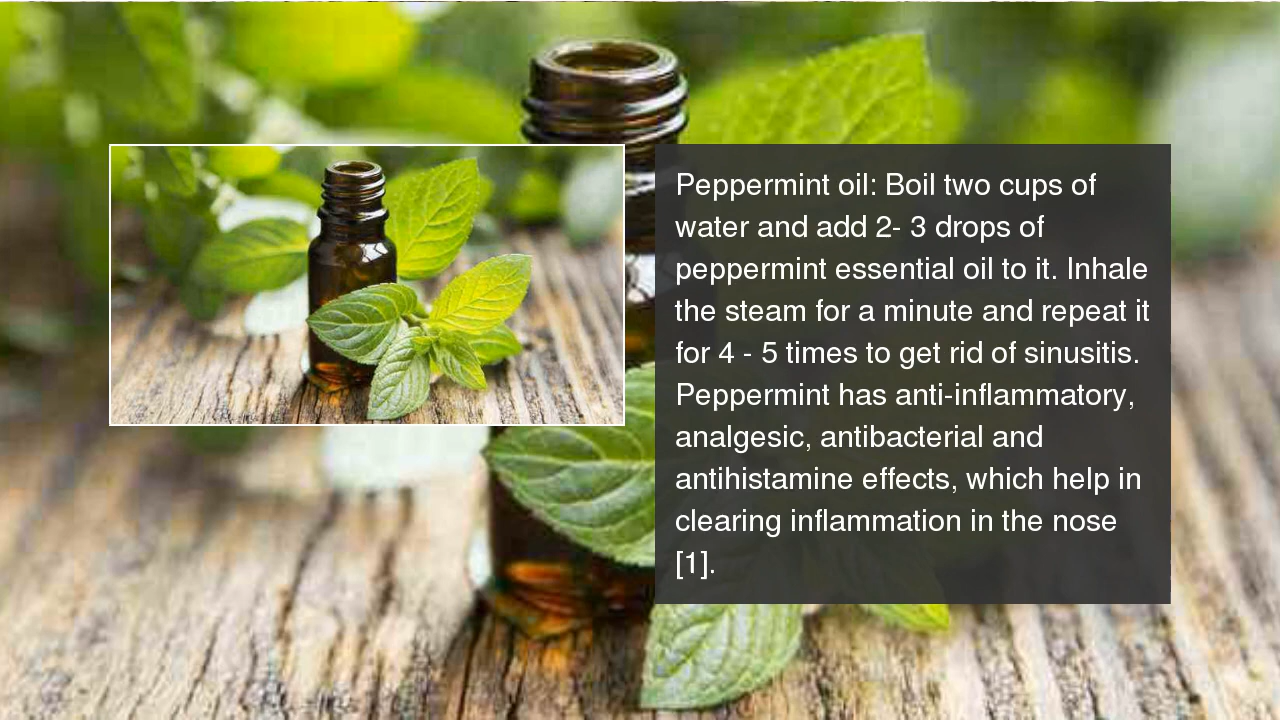 Peppermint oil: Boil two cups of
water and add 2- 3 drops of
peppermint essential oil to it. Inhale
the steam for a minute and repeat it
for 4 - 5 times to get rid of sinusitis.
Peppermint has anti-inflammatory,
analgesic, antibacterial and
antihistamine effects, which help in
clearing inflammation in the nose
[1].